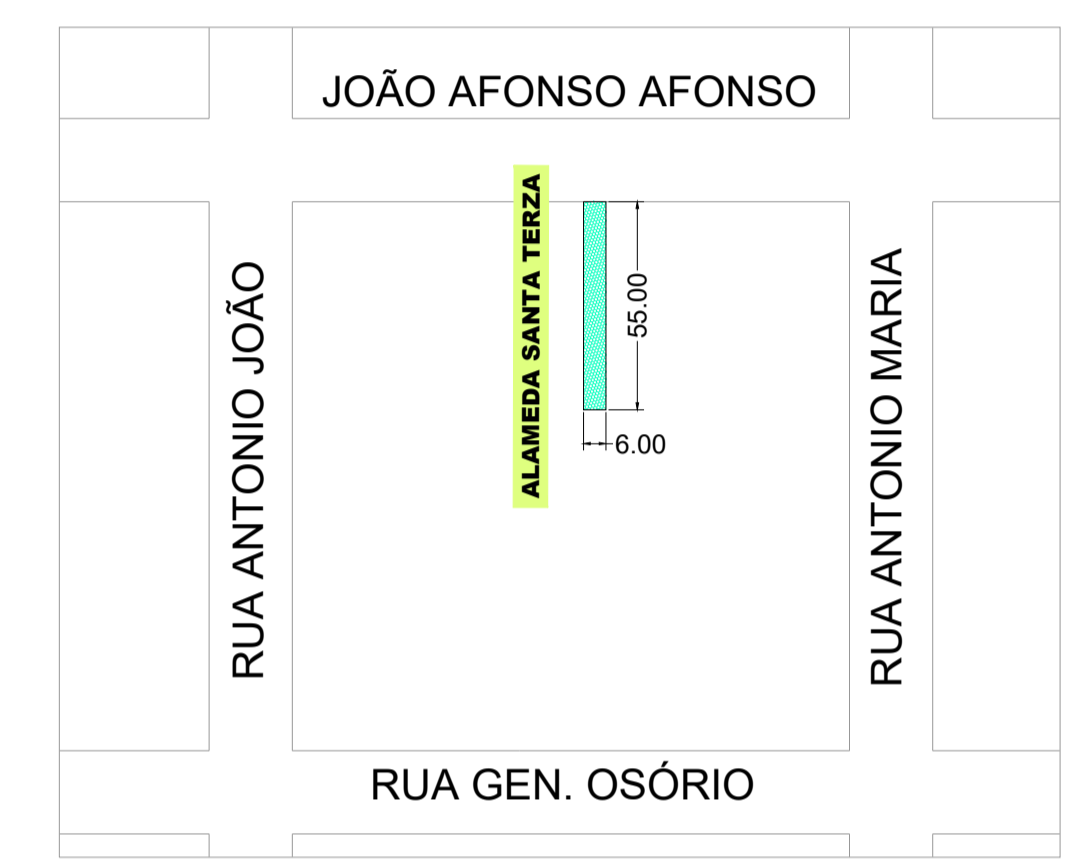 JOÃO AFONSO AFONSO
ALAMEDA SANTA TERZA
55.00
6.00
RUA ANTONIO JOÃO
RUA ANTONIO MARIA
RUA GEN. OSÓRIO